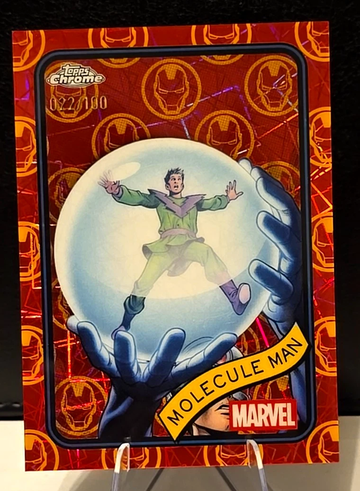 Topps
Chrome
022/100
MOLECULE MAN
MARVEL